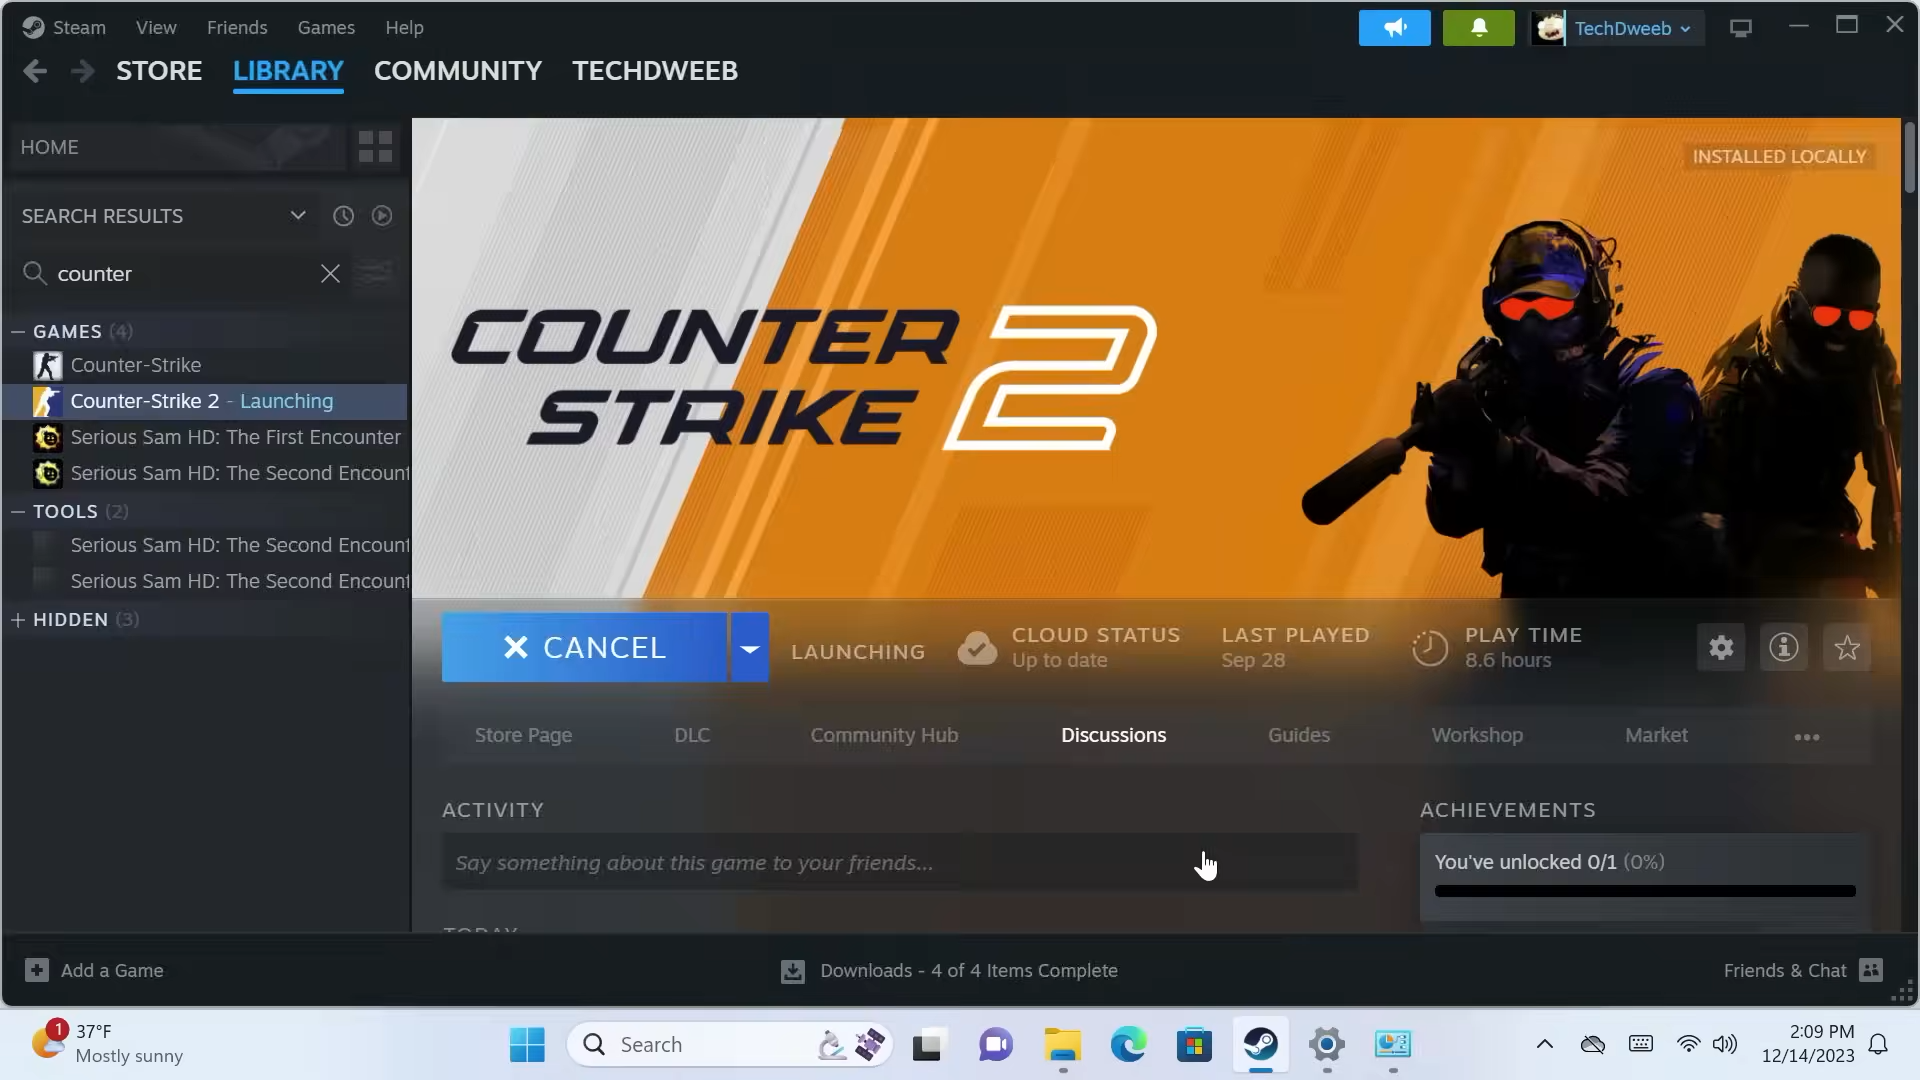 Steam View Friends Games Help TechDweeb
STORE LIBRARY COMMUNITY TECHDWEEB
HOME
INSTALLED LOCALLY
SEARCH RESULTS
counter
GAMES (4)
Counter-Strike
Counter-Strike 2 - Launching
Serious Sam HD: The First Encounter
Serious Sam HD: The Second Encount
TOOLS (2)
Serious Sam HD: The Second Encount
Serious Sam HD: The Second Encount
HIDDEN (3)
COUNTER
STRIKE 2
CANCEL
LAUNCHING
CLOUD STATUS
Up to date
LAST PLAYED
Sep 28
PLAY TIME
8.6 hours
Store Page DLC Community Hub Discussions Guides Workshop Market
ACTIVITY
Say something about this game to your friends...
TODAY
ACHIEVEMENTS
You've unlocked 0/1 (0%)
Add a Game
Downloads - 4 of 4 Items Complete
Friends & Chat
1
37°F
Mostly sunny
Search
2:09 PM
12/14/2023